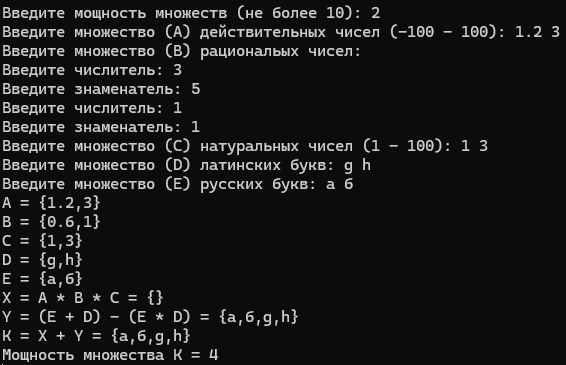 Введите мощность множеств (не более 10): 2
Введите множество (A) действительных чисел (-100 - 100): 1.2 3
Введите множество (B) рациональых чисел:
Введите числитель: 3
Введите знаменатель: 5
Введите числитель: 1
Введите знаменатель: 1
Введите множество (C) натуральных чисел (1 - 100): 1 3
Введите множество (D) латинских букв: g h
Введите множество (E) русских букв: а б
A = {1.2,3}
B = {0.6,1}
C = {1,3}
D = {g,h}
E = {а,б}
X = A * B * C = {}
Y = (E + D) - (E * D) = {а,б,g,h}
K = X + Y = {а,б,g,h}
Мощность множества K = 4